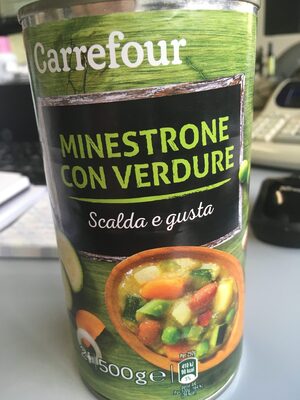 Carrefour
MINESTRONE
CON VERDURE
Scalda e gusta
500g e